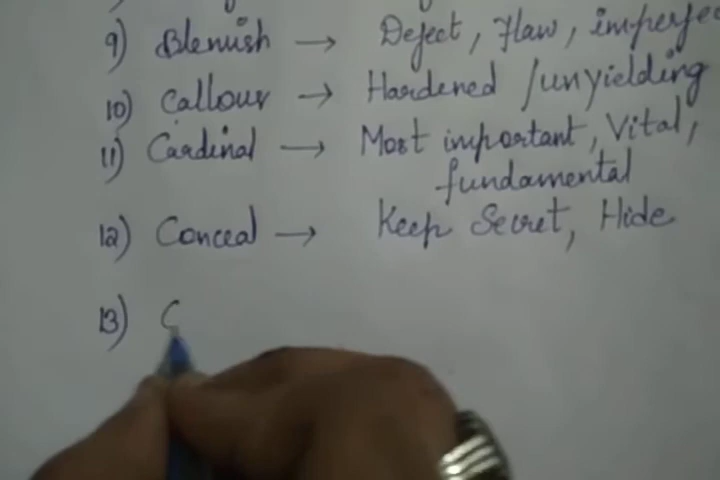 9) Blemish → Defect, Flaw, imperfec
10) Callour → Hardened / unyielding
11) Cardinal → Most important, Vital,
fundamental
12) Conceal → Keep Secret, Hide
13) C